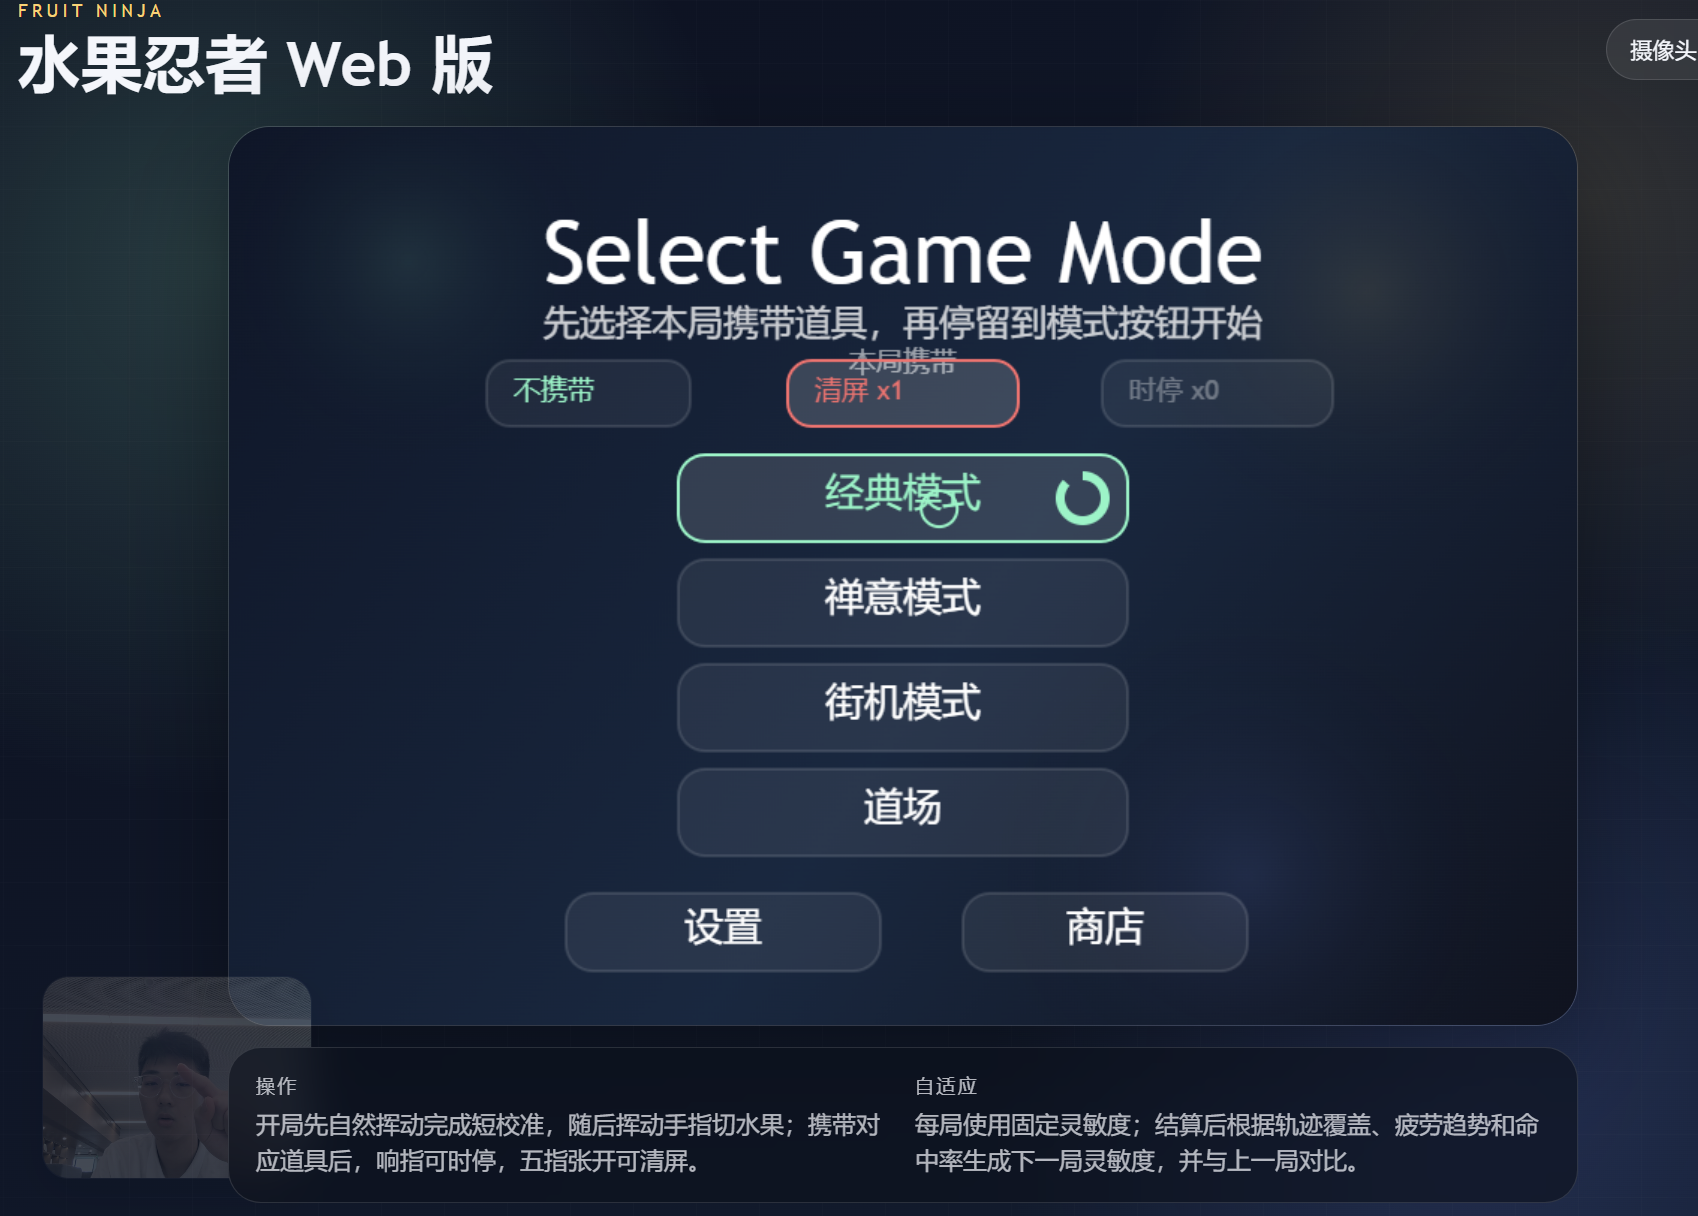 FRUIT NINJA
水果忍者 Web 版
摄像头
Select Game Mode
先选择本局携带道具，再停留到模式按钮开始
本局携带
不携带
清屏 x1
时停 x0
经典模式
禅意模式
街机模式
道场
设置
商店
操作
开局先自然挥动完成短校准，随后挥动手指切水果；携带对
应道具后，响指可时停，五指张开可清屏。
自适应
每局使用固定灵敏度；结算后根据轨迹覆盖、疲劳趋势和命
中率生成下一局灵敏度，并与上一局对比。